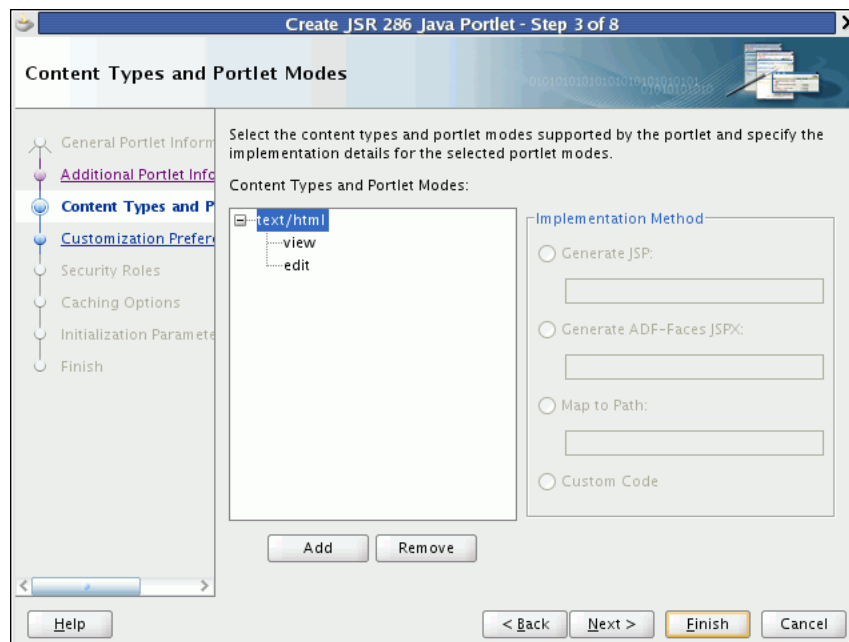 Create JSR 286 Java Portlet - Step 3 of 8
Content Types and Portlet Modes
General Portlet Inform
Additional Portlet Info
Content Types and P
Customization Prefer
Security Roles
Caching Options
Initialization Paramete
Finish
Select the content types and portlet modes supported by the portlet and specify the
implementation details for the selected portlet modes.
Content Types and Portlet Modes:
text/html
view
edit
Implementation Method
Generate JSP:
Generate ADF-Faces JSPX:
Map to Path:
Custom Code
Add Remove
Help < Back Next > Finish Cancel